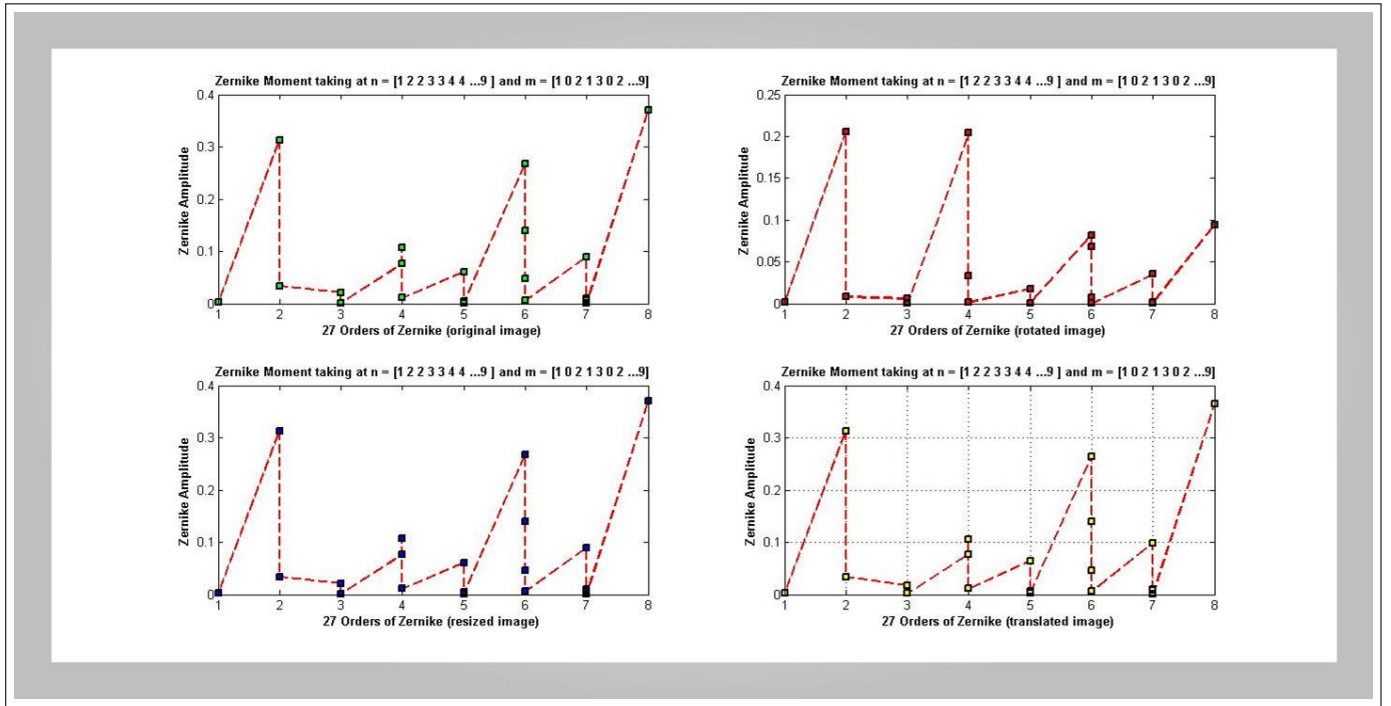 Zernike Moment taking at n = [1 2 2 3 3 4 4 ...9 ] and m = [1 0 2 1 3 0 2 ...9]
0.4
0.3
0.2
0.1
0
Zernike Amplitude
1 2 3 4 5 6 7 8
27 Orders of Zernike (original image)
Zernike Moment taking at n = [1 2 2 3 3 4 4 ...9 ] and m = [1 0 2 1 3 0 2 ...9]
0.25
0.2
0.15
0.1
0.05
0
Zernike Amplitude
1 2 3 4 5 6 7 8
27 Orders of Zernike (rotated image)
Zernike Moment taking at n = [1 2 2 3 3 4 4 ...9 ] and m = [1 0 2 1 3 0 2 ...9]
0.4
0.3
0.2
0.1
0
Zernike Amplitude
1 2 3 4 5 6 7 8
27 Orders of Zernike (resized image)
Zernike Moment taking at n = [1 2 2 3 3 4 4 ...9 ] and m = [1 0 2 1 3 0 2 ...9]
0.4
0.3
0.2
0.1
0
Zernike Amplitude
1 2 3 4 5 6 7 8
27 Orders of Zernike (translated image)